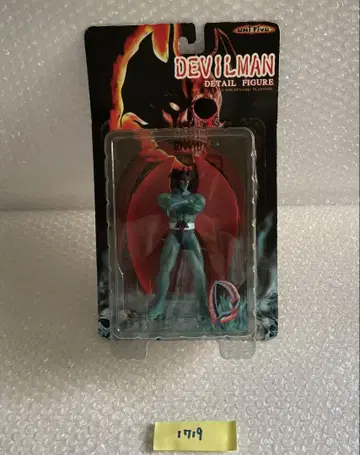 uni-five
DEVILMAN
DETAIL FIGURE
D
1719